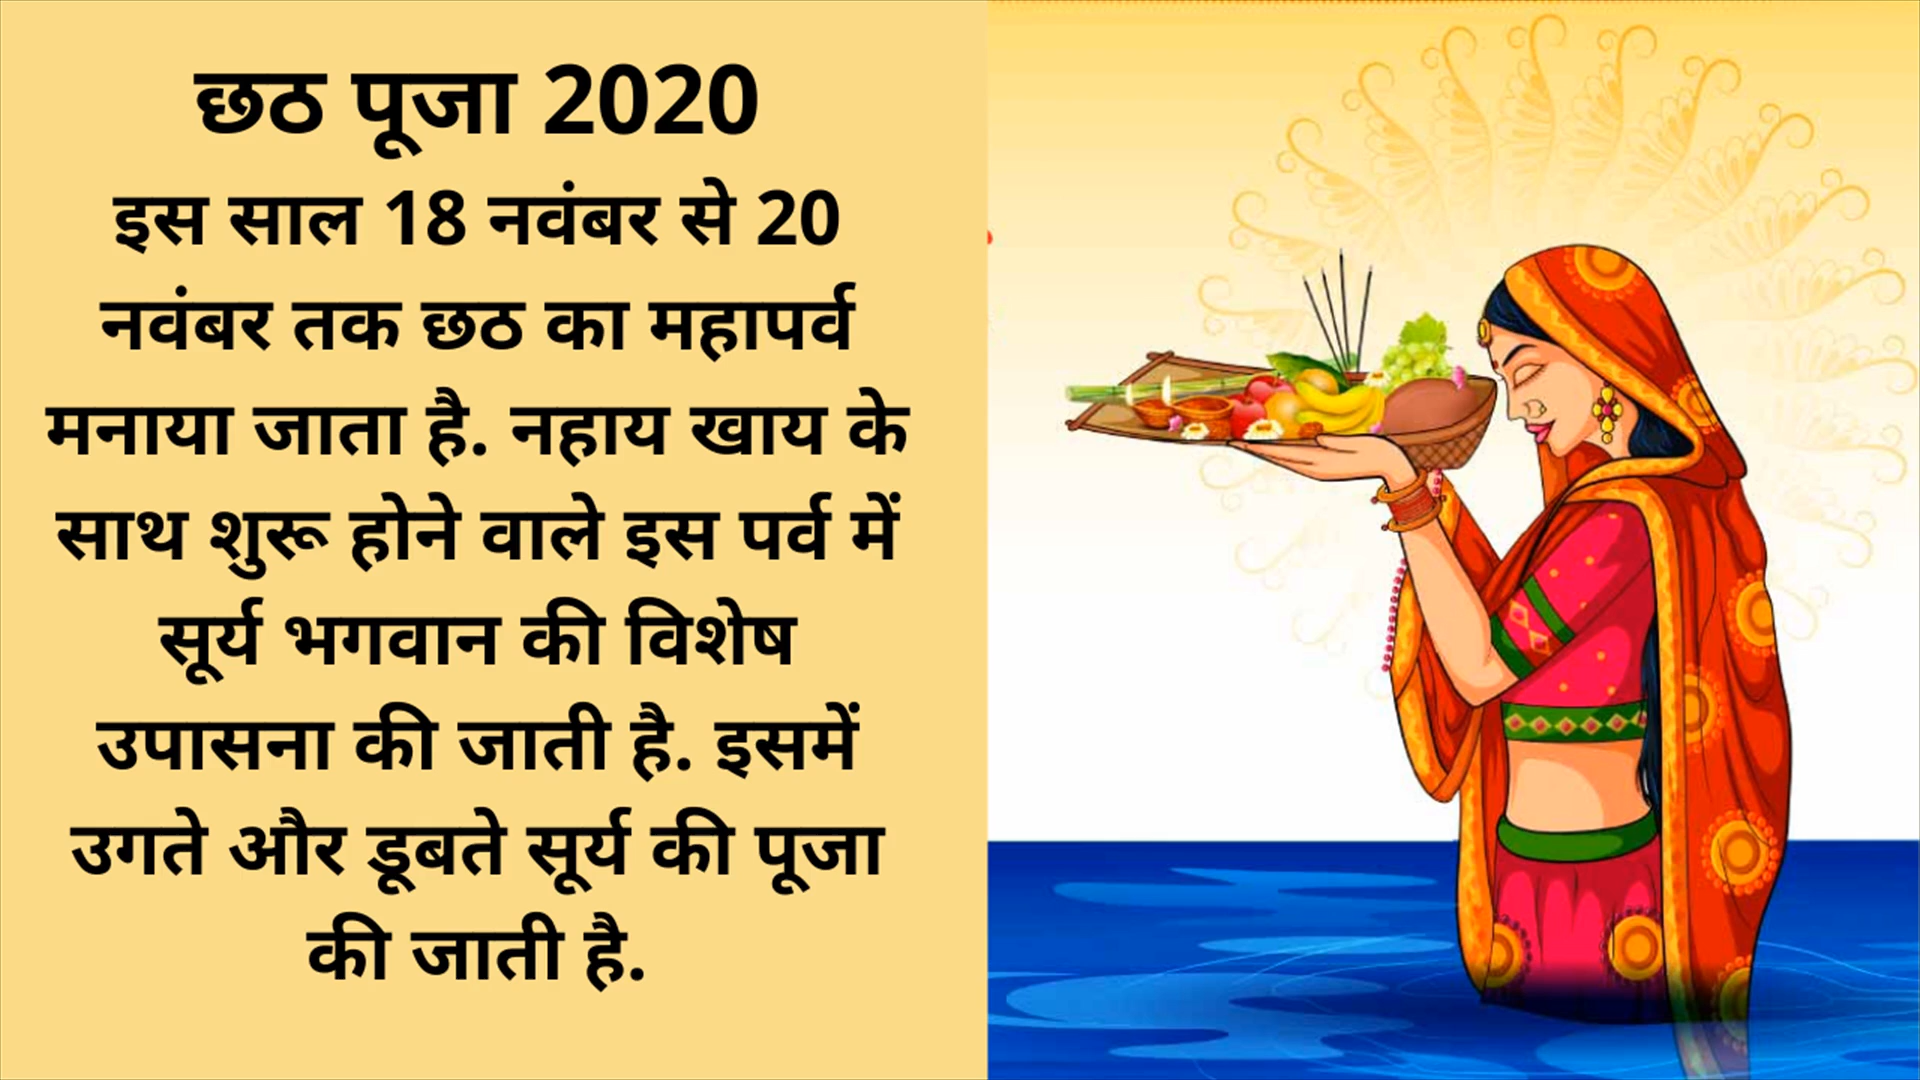 छठ पूजा 2020
इस साल 18 नवंबर से 20
नवंबर तक छठ का महापर्व
मनाया जाता है. नहाय खाय के
साथ शुरू होने वाले इस पर्व में
सूर्य भगवान की विशेष
उपासना की जाती है. इसमें
उगते और डूबते सूर्य की पूजा
की जाती है.